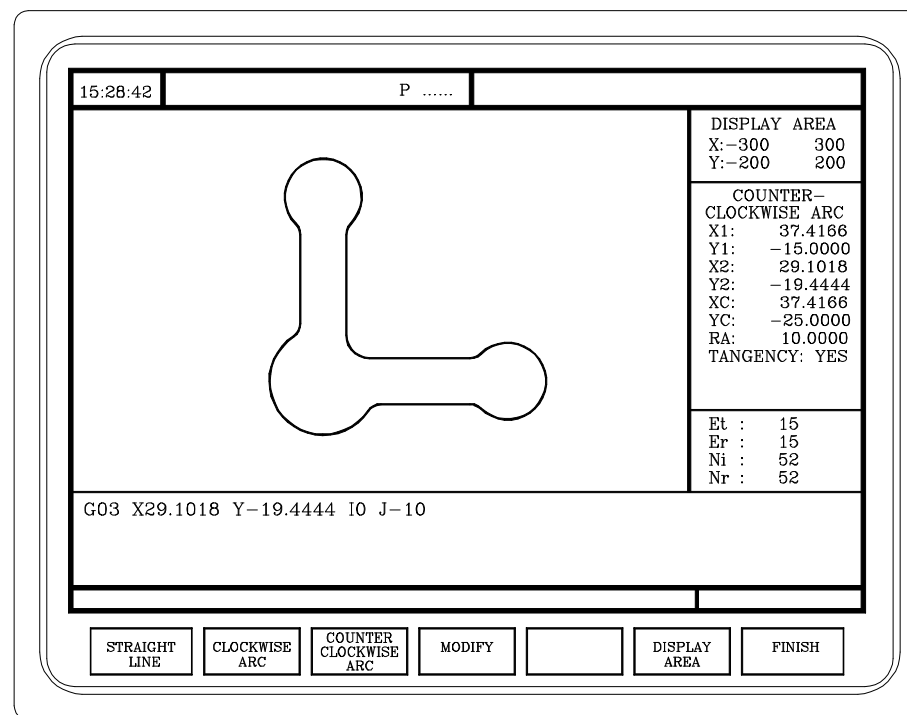 15:28:42
P ......
DISPLAY AREA
X:-300 300
Y:-200 200
COUNTER-
CLOCKWISE ARC
X1: 37.4166
Y1: -15.0000
X2: 29.1018
Y2: -19.4444
XC: 37.4166
YC: -25.0000
RA: 10.0000
TANGENCY: YES
Et : 15
Er : 15
Ni : 52
Nr : 52
G03 X29.1018 Y-19.4444 I0 J-10
STRAIGHT
LINE
CLOCKWISE
ARC
COUNTER
CLOCKWISE
ARC
MODIFY
DISPLAY
AREA
FINISH